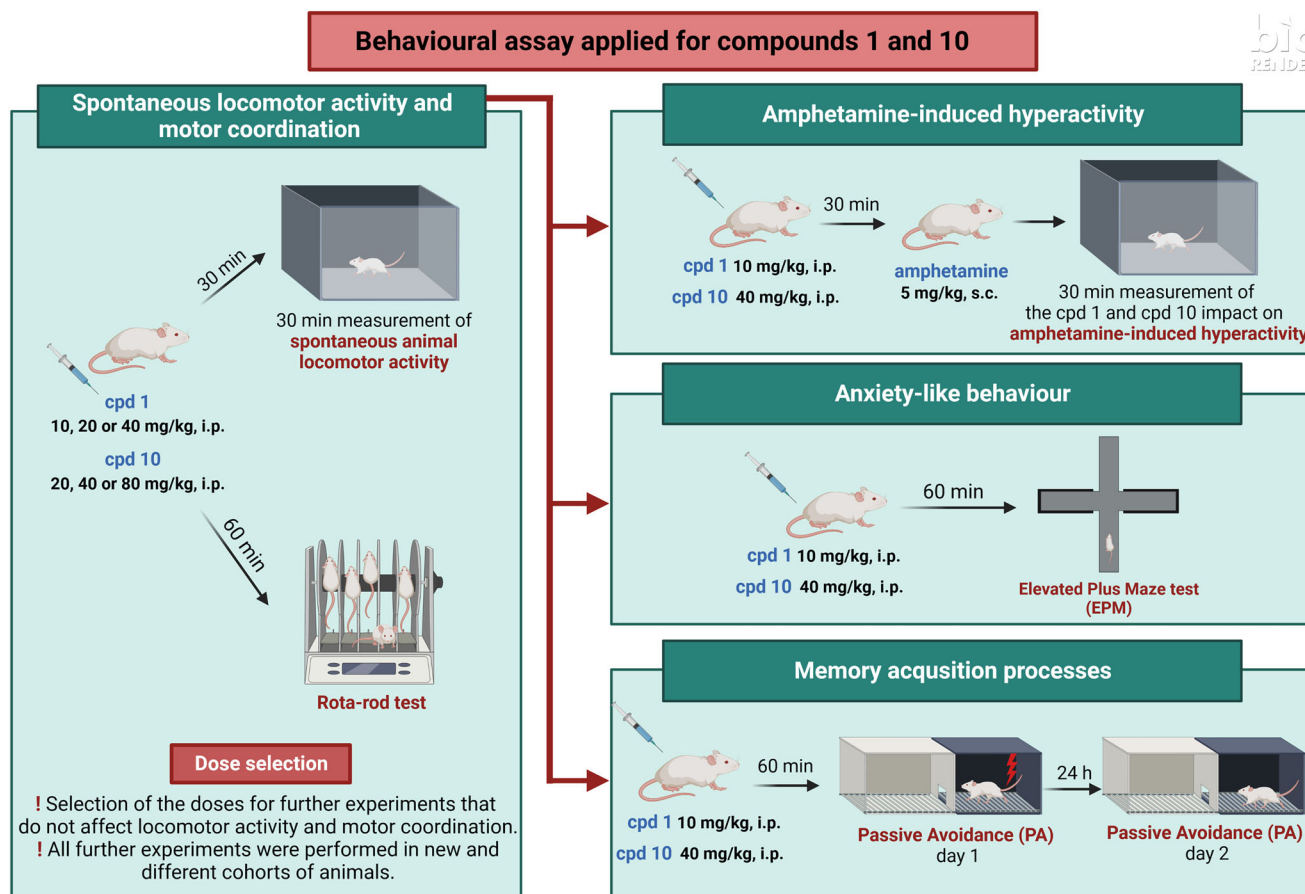 Behavioural assay applied for compounds 1 and 10
Spontaneous locomotor activity and
motor coordination
30 min
30 min measurement of
spontaneous animal
locomotor activity
cpd 1
10, 20 or 40 mg/kg, i.p.
cpd 10
20, 40 or 80 mg/kg, i.p.
60 min
Rota-rod test
Dose selection
! Selection of the doses for further experiments that
do not affect locomotor activity and motor coordination.
! All further experiments were performed in new and
different cohorts of animals.
Amphetamine-induced hyperactivity
30 min
cpd 1 10 mg/kg, i.p.
cpd 10 40 mg/kg, i.p.
amphetamine
5 mg/kg, s.c.
30 min measurement of
the cpd 1 and cpd 10 impact on
amphetamine-induced hyperactivity
Anxiety-like behaviour
60 min
cpd 1 10 mg/kg, i.p.
cpd 10 40 mg/kg, i.p.
Elevated Plus Maze test
(EPM)
Memory acqusition processes
60 min
24 h
cpd 1 10 mg/kg, i.p.
cpd 10 40 mg/kg, i.p.
Passive Avoidance (PA)
day 1
Passive Avoidance (PA)
day 2